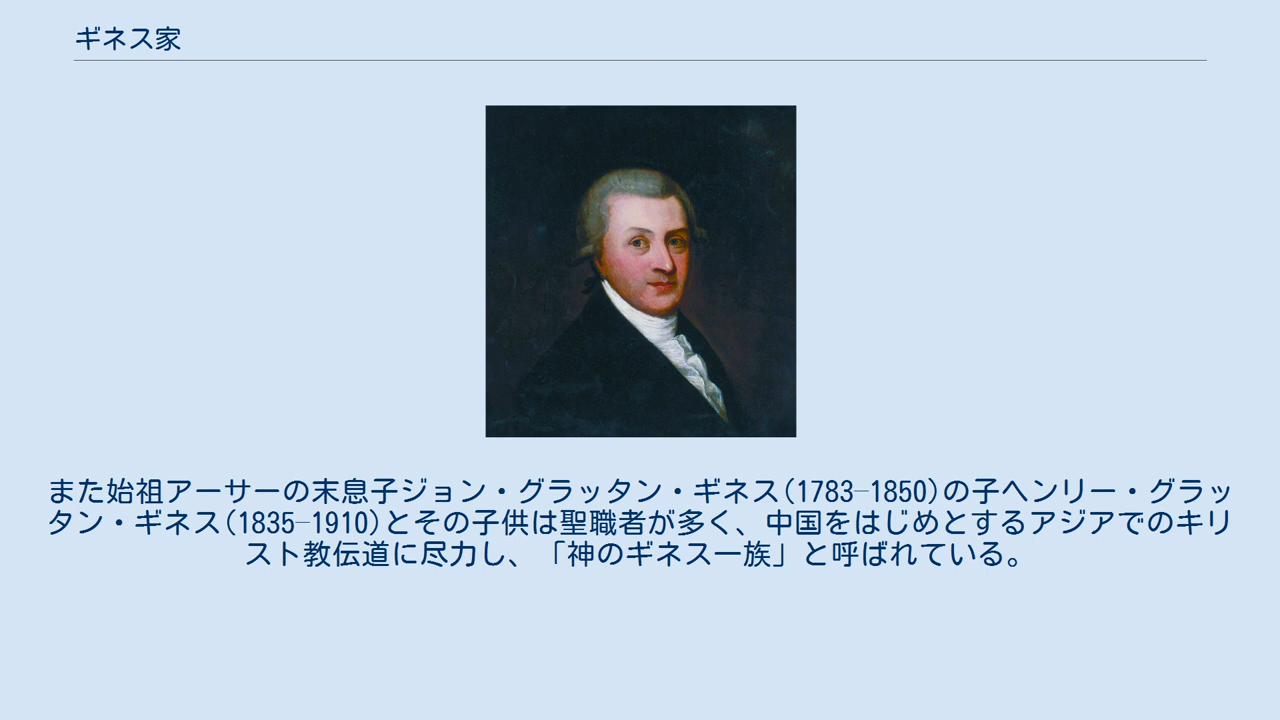 ギネス家
また始祖アーサーの末息子ジョン・グラッタン・ギネス(1783–1850)の子ヘンリー・グラッ
タン・ギネス(1835–1910)とその子供は聖職者が多く、中国をはじめとするアジアでのキリ
スト教伝道に尽力し、「神のギネス一族」と呼ばれている。